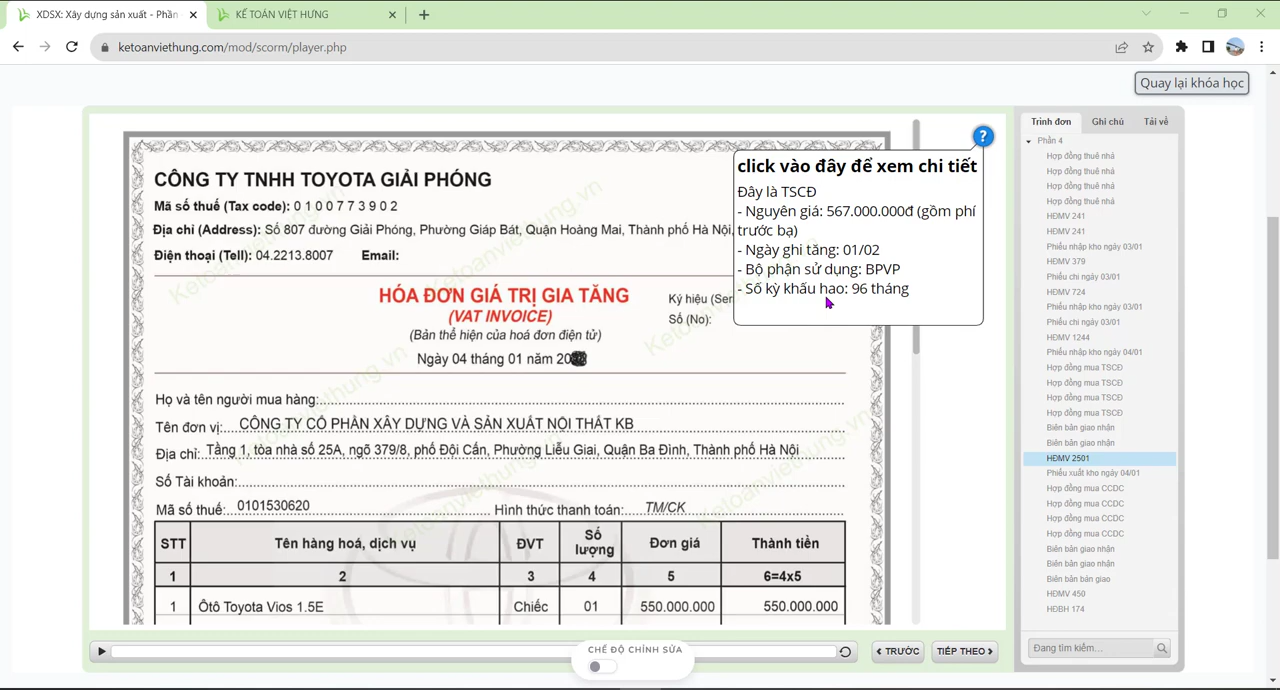 XDSX: Xây dựng sản xuất - Phần
KẾ TOÁN VIỆT HƯNG
ketoanviethung.com/mod/scorm/player.php
Quay lại khóa học
CÔNG TY TNHH TOYOTA GIẢI PHÓNG
Mã số thuế (Tax code): 0 1 0 0 7 7 3 9 0 2
Địa chỉ (Address): Số 807 đường Giải Phóng, Phường Giáp Bát, Quận Hoàng Mai, Thành phố Hà Nội,
Điện thoại (Tell): 04.2213.8007 Email:
HÓA ĐƠN GIÁ TRỊ GIA TĂNG
(VAT INVOICE)
(Bản thể hiện của hoá đơn điện tử)
Ngày 04 tháng 01 năm 20
Ký hiệu (Ser
Số (No):
?
click vào đây để xem chi tiết
Đây là TSCĐ
- Nguyên giá: 567.000.000đ (gồm phí
trước bạ)
- Ngày ghi tăng: 01/02
- Bộ phận sử dụng: BPVP
- Số kỳ khấu hao: 96 tháng
Họ và tên người mua hàng:
Tên đơn vị: CÔNG TY CỔ PHẦN XÂY DỰNG VÀ SẢN XUẤT NỘI THẤT KB
Địa chỉ: Tầng 1, tòa nhà số 25A, ngõ 379/8, phố Đội Cấn, Phường Liễu Giai, Quận Ba Đình, Thành phố Hà Nội
Số Tài khoản:
Mã số thuế: 0101530620 Hình thức thanh toán: TM/CK
STT Tên hàng hoá, dịch vụ ĐVT Số lượng Đơn giá Thành tiền
1 2 3 4 5 6=4x5
1 Ôtô Toyota Vios 1.5E Chiếc 01 550.000.000 550.000.000
Ketoanviethung.vn
CHẾ ĐỘ CHỈNH SỬA
TRƯỚC
TIẾP THEO
Trình đơn Ghi chú Tải về
Phần 4
Hợp đồng thuê nhà
Hợp đồng thuê nhà
Hợp đồng thuê nhà
Hợp đồng thuê nhà
HĐMV 241
HĐMV 241
Phiếu nhập kho ngày 03/01
HĐMV 379
Phiếu chi ngày 03/01
HĐMV 724
Phiếu nhập kho ngày 03/01
Phiếu chi ngày 03/01
HĐMV 1244
Phiếu nhập kho ngày 04/01
Hợp đồng mua TSCĐ
Hợp đồng mua TSCĐ
Hợp đồng mua TSCĐ
Hợp đồng mua TSCĐ
Biên bản giao nhận
Biên bản giao nhận
HĐMV 2501
Phiếu xuất kho ngày 04/01
Hợp đồng mua CCDC
Hợp đồng mua CCDC
Hợp đồng mua CCDC
Hợp đồng mua CCDC
Biên bản giao nhận
Biên bản giao nhận
Biên bản bàn giao
HĐMV 450
HĐBH 174
Đang tìm kiếm...